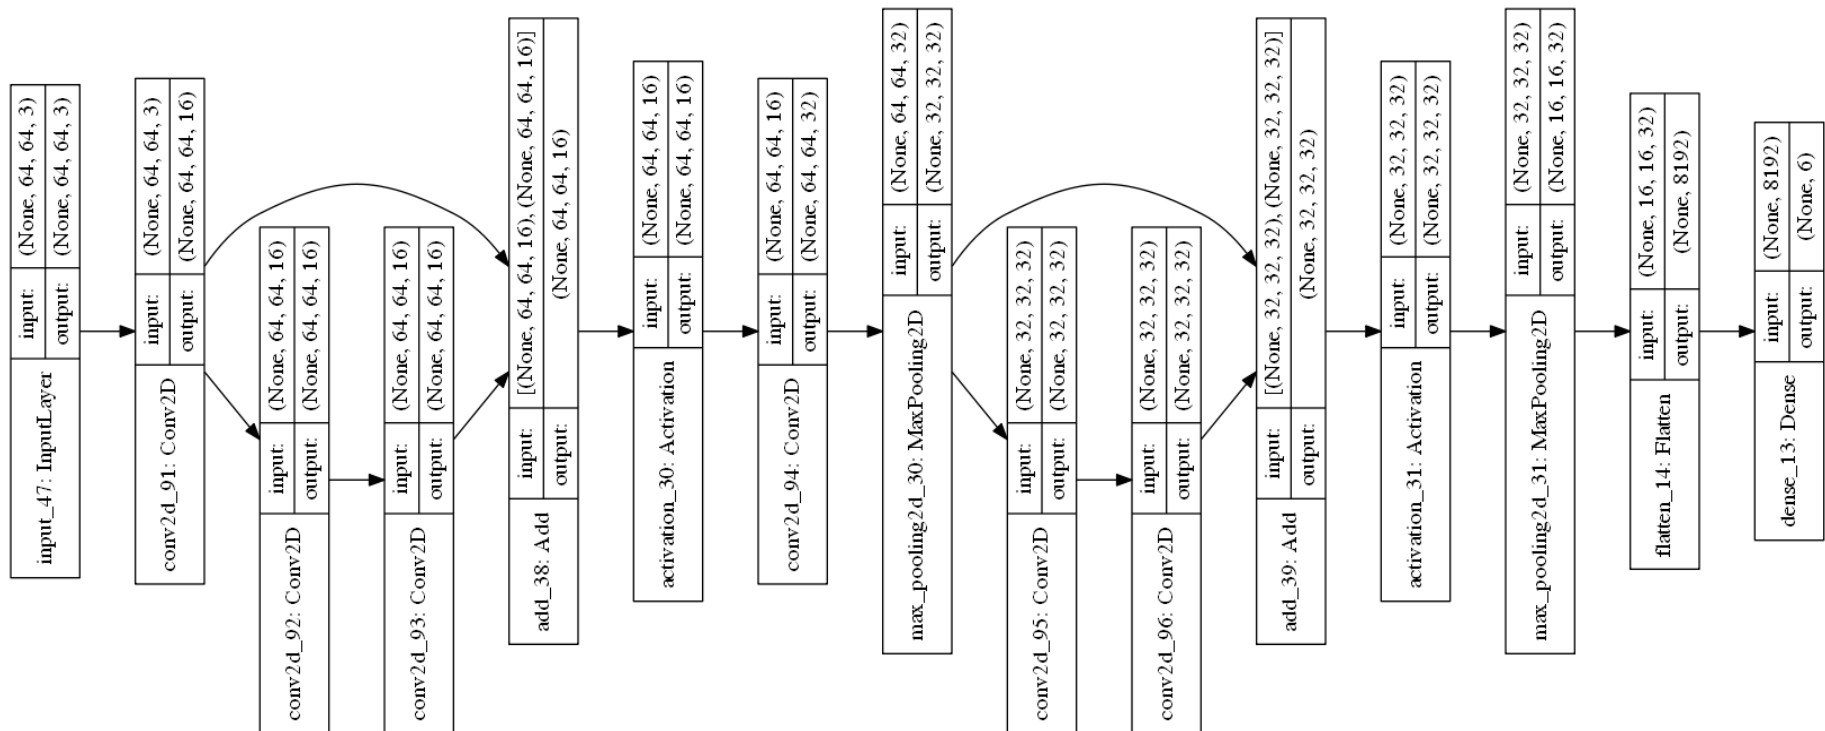 input_47: InputLayer
input:
(None, 64, 64, 3)
output:
(None, 64, 64, 3)
conv2d_91: Conv2D
input:
(None, 64, 64, 3)
output:
(None, 64, 64, 16)
conv2d_92: Conv2D
input:
(None, 64, 64, 16)
output:
(None, 64, 64, 16)
conv2d_93: Conv2D
input:
(None, 64, 64, 16)
output:
(None, 64, 64, 16)
add_38: Add
input:
[(None, 64, 64, 16), (None, 64, 64, 16)]
output:
(None, 64, 64, 16)
activation_30: Activation
input:
(None, 64, 64, 16)
output:
(None, 64, 64, 16)
conv2d_94: Conv2D
input:
(None, 64, 64, 16)
output:
(None, 64, 64, 32)
max_pooling2d_30: MaxPooling2D
input:
(None, 64, 64, 32)
output:
(None, 32, 32, 32)
conv2d_95: Conv2D
input:
(None, 32, 32, 32)
output:
(None, 32, 32, 32)
conv2d_96: Conv2D
input:
(None, 32, 32, 32)
output:
(None, 32, 32, 32)
add_39: Add
input:
[(None, 32, 32, 32), (None, 32, 32, 32)]
output:
(None, 32, 32, 32)
activation_31: Activation
input:
(None, 32, 32, 32)
output:
(None, 32, 32, 32)
max_pooling2d_31: MaxPooling2D
input:
(None, 32, 32, 32)
output:
(None, 16, 16, 32)
flatten_14: Flatten
input:
(None, 16, 16, 32)
output:
(None, 8192)
dense_13: Dense
input:
(None, 8192)
output:
(None, 6)